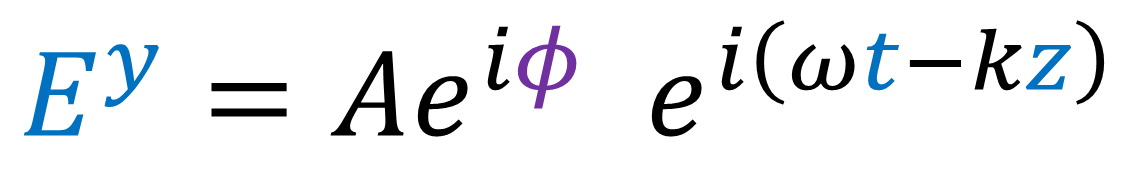 E^y = Ae^{iϕ} e^{i(ωt−kz)}